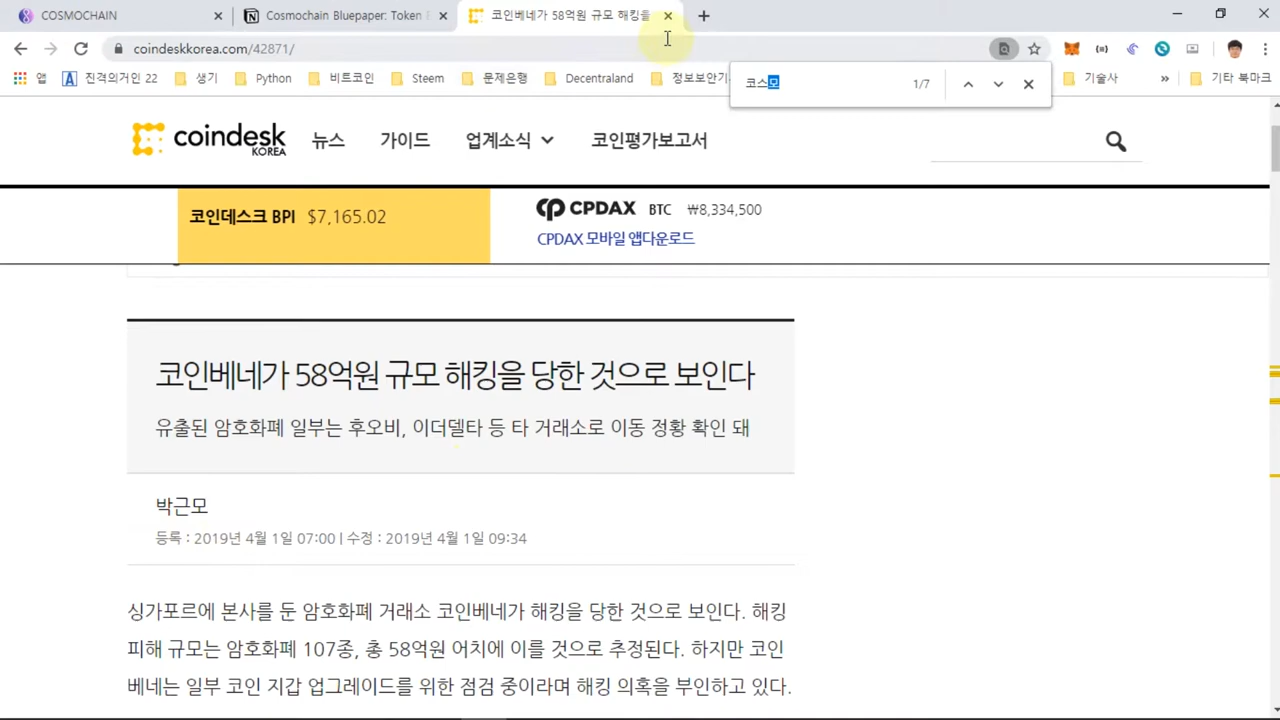 COSMOCHAIN
Cosmochain Bluepaper: Token E
코인베네가 58억원 규모 해킹을
coindeskkorea.com/42871/
앱
진격의거인 22
생기
Python
비트코인
Steem
문제은행
Decentraland
정보보안기
기술사
기타 북마크
코스모
1/7
coindesk
KOREA
뉴스
가이드
업계소식
코인평가보고서
코인데스크 BPI $7,165.02
CPDAX BTC ₩8,334,500
CPDAX 모바일 앱다운로드
코인베네가 58억원 규모 해킹을 당한 것으로 보인다
유출된 암호화폐 일부는 후오비, 이더델타 등 타 거래소로 이동 정황 확인 돼
박근모
등록 : 2019년 4월 1일 07:00 | 수정 : 2019년 4월 1일 09:34
싱가포르에 본사를 둔 암호화폐 거래소 코인베네가 해킹을 당한 것으로 보인다. 해킹
피해 규모는 암호화폐 107종, 총 58억원 어치에 이를 것으로 추정된다. 하지만 코인
베네는 일부 코인 지갑 업그레이드를 위한 점검 중이라며 해킹 의혹을 부인하고 있다.